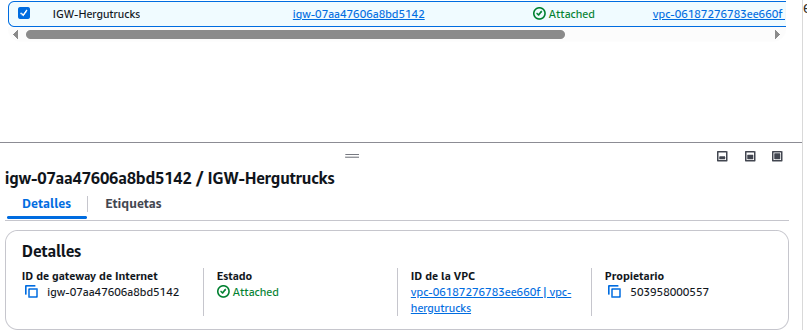 IGW-Hergutrucks igw-07aa47606a8bd5142 Attached vpc-06187276783ee660f
igw-07aa47606a8bd5142 / IGW-Hergutrucks
Detalles Etiquetas
Detalles
ID de gateway de Internet Estado ID de la VPC Propietario
igw-07aa47606a8bd5142 Attached vpc-06187276783ee660f | vpc- 503958000557
hergutrucks